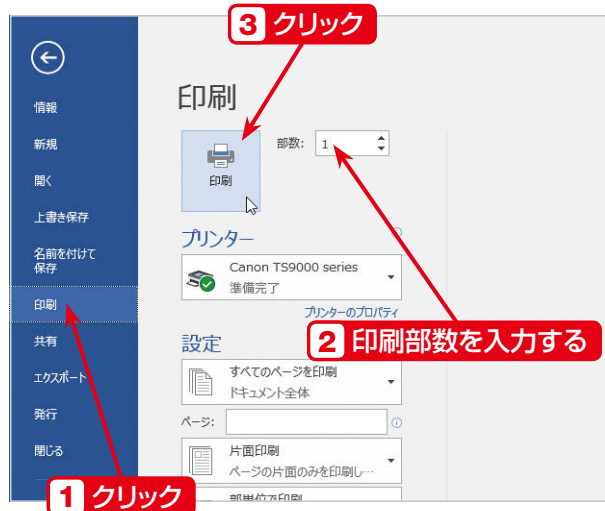 3 クリック
情報
新規
開く
上書き保存
名前を付けて
保存
印刷
共有
エクスポート
発行
閉じる
1 クリック
印刷
印刷
部数: 1
プリンター
Canon TS9000 series
準備完了
プリンターのプロパティ
2 印刷部数を入力する
設定
すべてのページを印刷
ドキュメント全体
ページ:
片面印刷
ページの片面のみを印刷し…
部単位で印刷